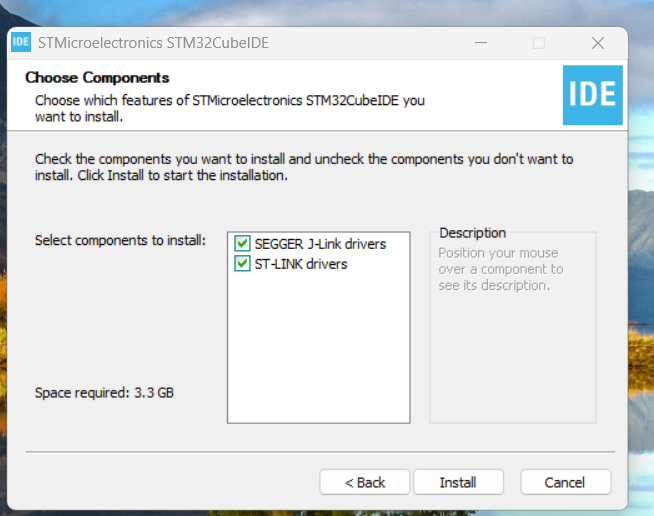 IDE STMicroelectronics STM32CubeIDE
Choose Components
Choose which features of STMicroelectronics STM32CubeIDE you
want to install.
IDE
Check the components you want to install and uncheck the components you don't want to
install. Click Install to start the installation.
Select components to install:
SEGGER J-Link drivers
ST-LINK drivers
Description
Position your mouse
over a component to
see its description.
Space required: 3.3 GB
< Back
Install
Cancel